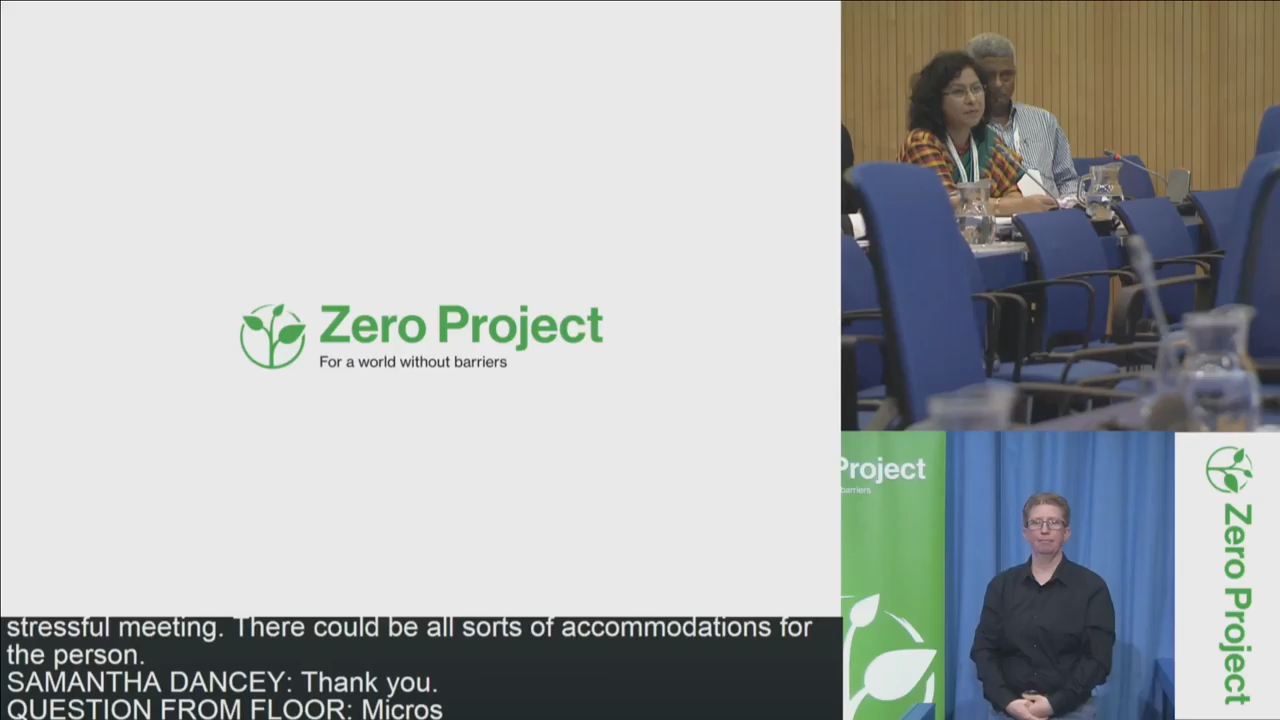 Zero Project
For a world without barriers
Project
barriers
Zero Project
stressful meeting. There could be all sorts of accommodations for
the person.
SAMANTHA DANCEY: Thank you.
QUESTION FROM FLOOR: Micros